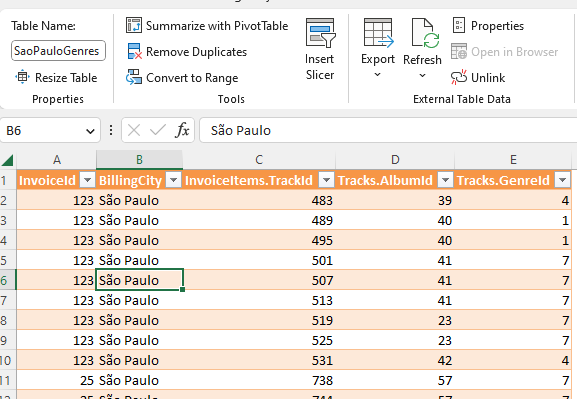 Table Name:
SaoPauloGenres
Resize Table
Properties
Summarize with PivotTable
Remove Duplicates
Convert to Range
Tools
Insert
Slicer
Export
Refresh
Properties
Open in Browser
Unlink
External Table Data
B6 fx São Paulo
A B C D E
1 InvoiceId BillingCity InvoiceItems.TrackId Tracks.AlbumId Tracks.GenreId
2 123 São Paulo 483 39 4
3 123 São Paulo 489 40 1
4 123 São Paulo 495 40 1
5 123 São Paulo 501 41 7
6 123 São Paulo 507 41 7
7 123 São Paulo 513 41 7
8 123 São Paulo 519 23 7
9 123 São Paulo 525 23 7
10 123 São Paulo 531 42 4
11 25 São Paulo 738 57 7